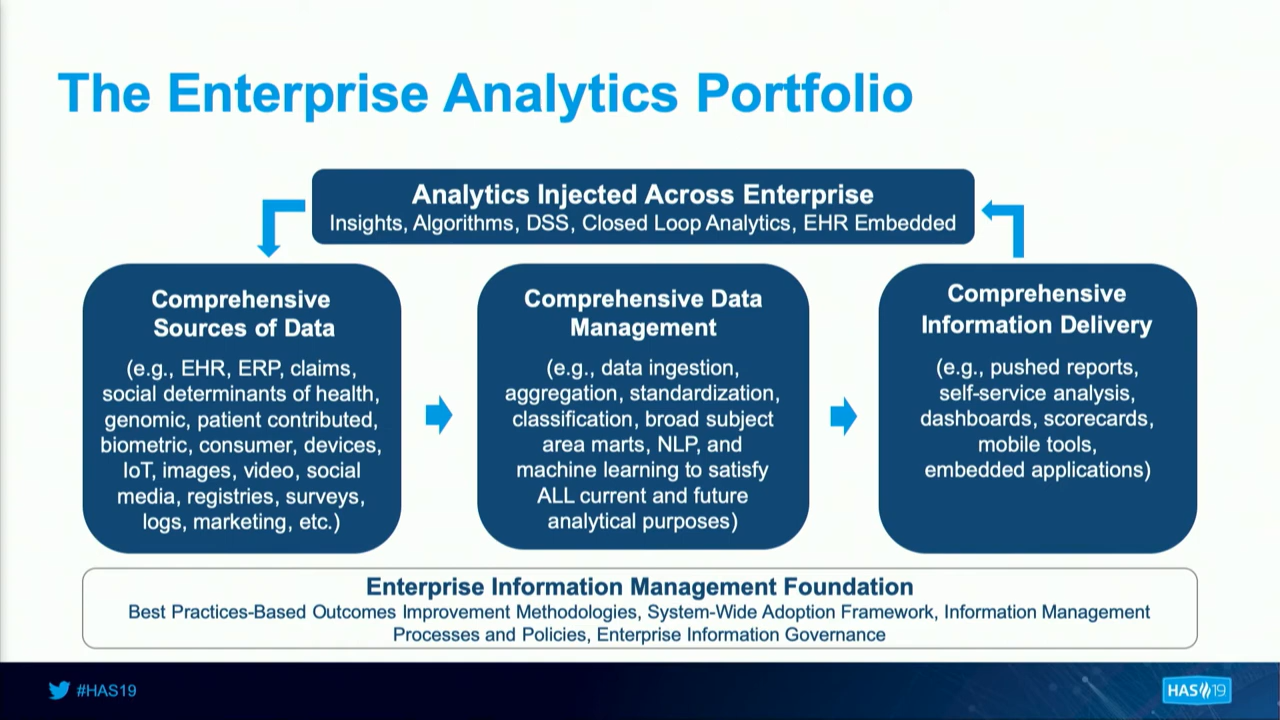 The Enterprise Analytics Portfolio
Analytics Injected Across Enterprise
Insights, Algorithms, DSS, Closed Loop Analytics, EHR Embedded
Comprehensive
Sources of Data
(e.g., EHR, ERP, claims,
social determinants of health,
genomic, patient contributed,
biometric, consumer, devices,
IoT, images, video, social
media, registries, surveys,
logs, marketing, etc.)
Comprehensive Data
Management
(e.g., data ingestion,
aggregation, standardization,
classification, broad subject
area marts, NLP, and
machine learning to satisfy
ALL current and future
analytical purposes)
Comprehensive
Information Delivery
(e.g., pushed reports,
self-service analysis,
dashboards, scorecards,
mobile tools,
embedded applications)
Enterprise Information Management Foundation
Best Practices-Based Outcomes Improvement Methodologies, System-Wide Adoption Framework, Information Management
Processes and Policies, Enterprise Information Governance
#HAS19
HAS 19